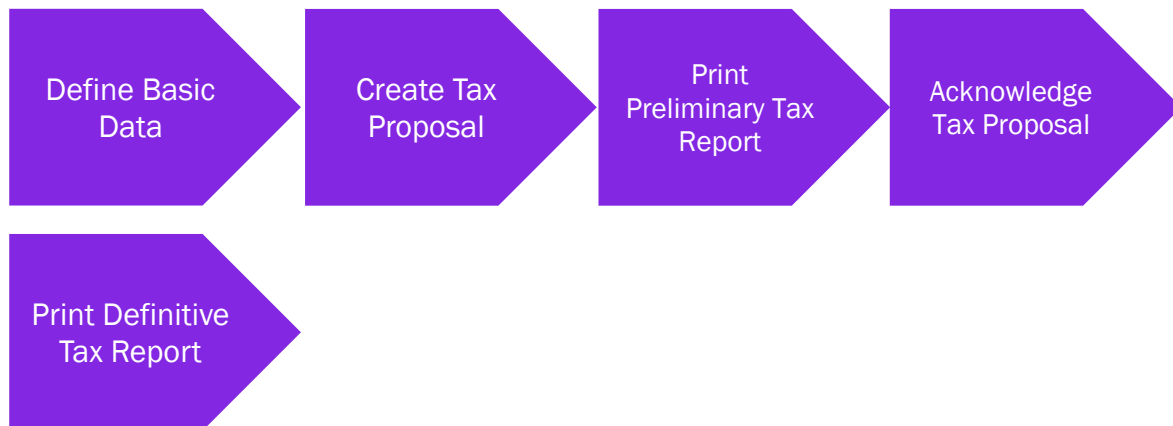 Define Basic
Data
Create Tax
Proposal
Print
Preliminary Tax
Report
Acknowledge
Tax Proposal
Print Definitive
Tax Report